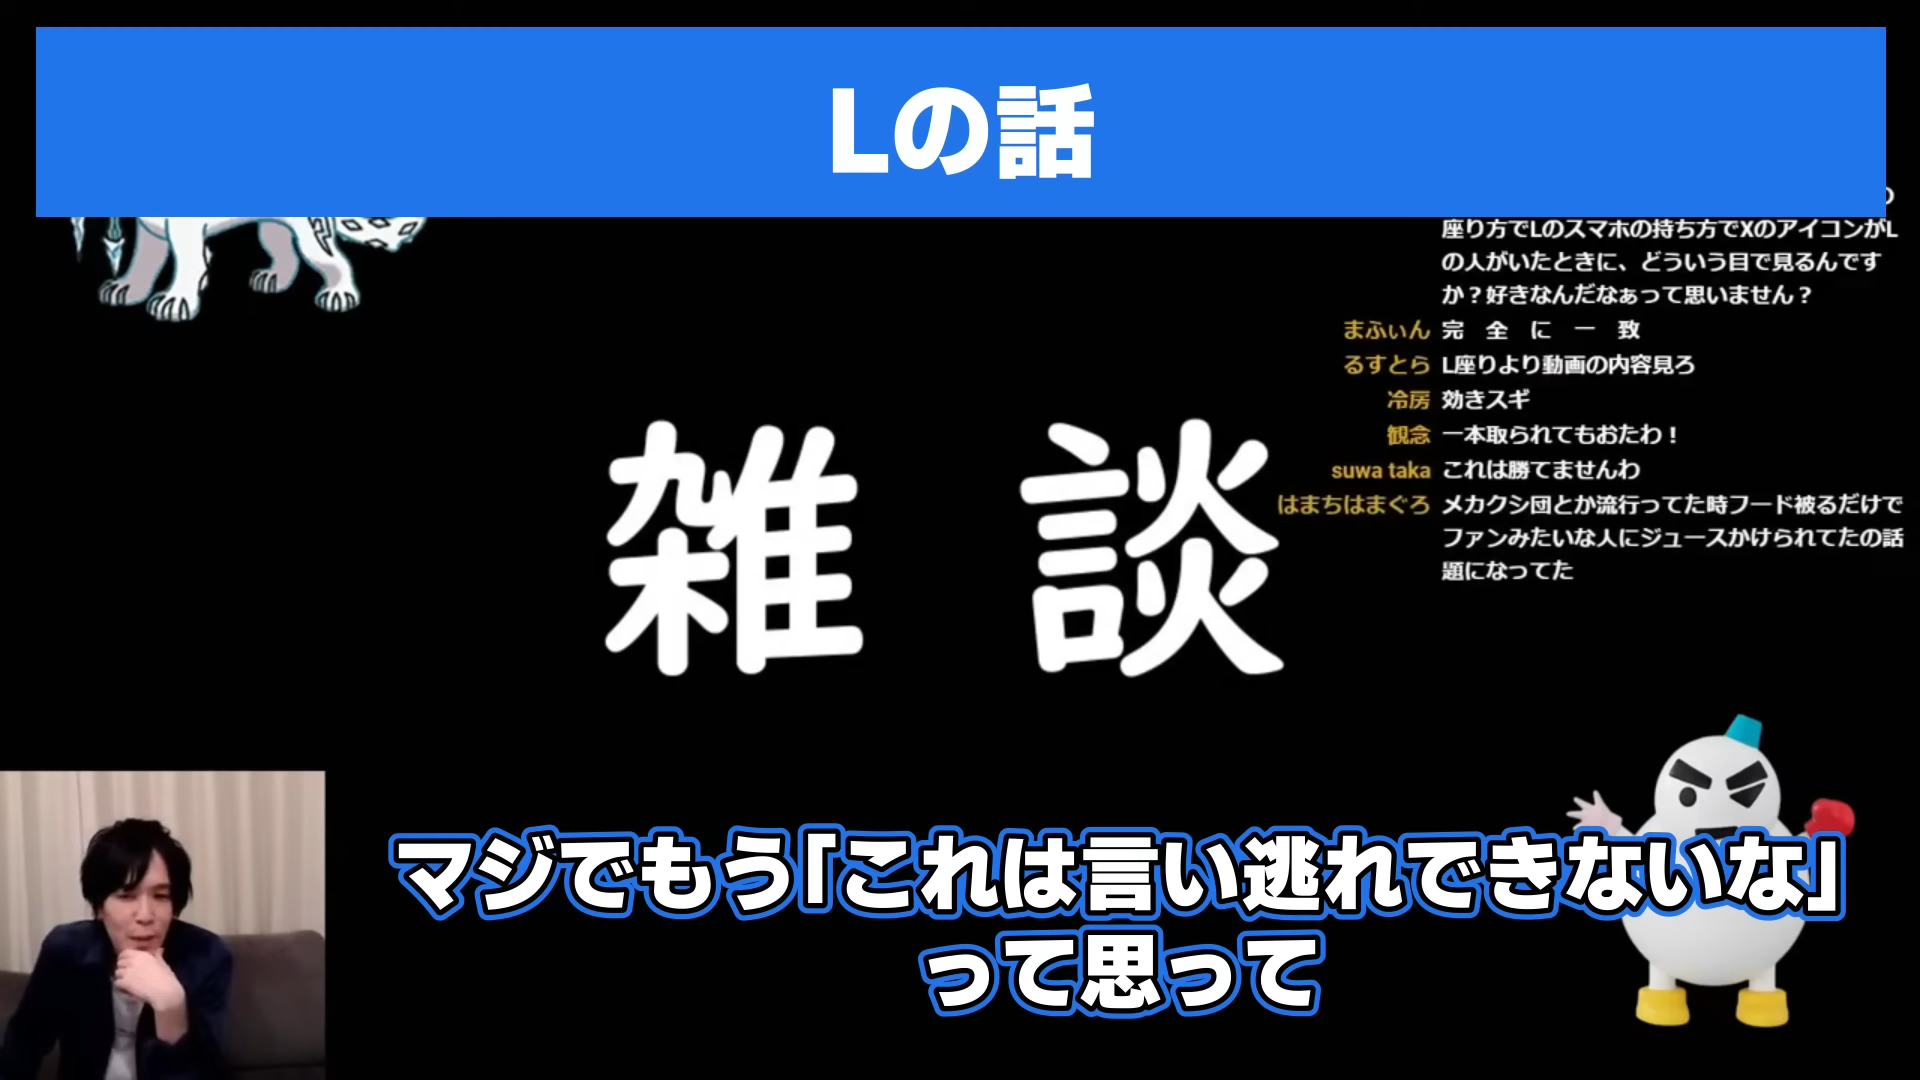 Lの話
の
座り方でLのスマホの持ち方でXのアイコンがL
の人がいたときに、どういう目で見るんです
か？好きなんだなぁって思いません？
まふぃん 完 全 に 一 致
るすとら L座りより動画の内容見ろ
冷房 効きスギ
観念 一本取られてもおたわ！
suwa taka これは勝てませんわ
はまちはまぐろ メカクシ団とか流行ってた時フード被るだけで
ファンみたいな人にジュースかけられてたの話
題になってた
雑 談
マジでもう「これは言い逃れできないな」
って思って